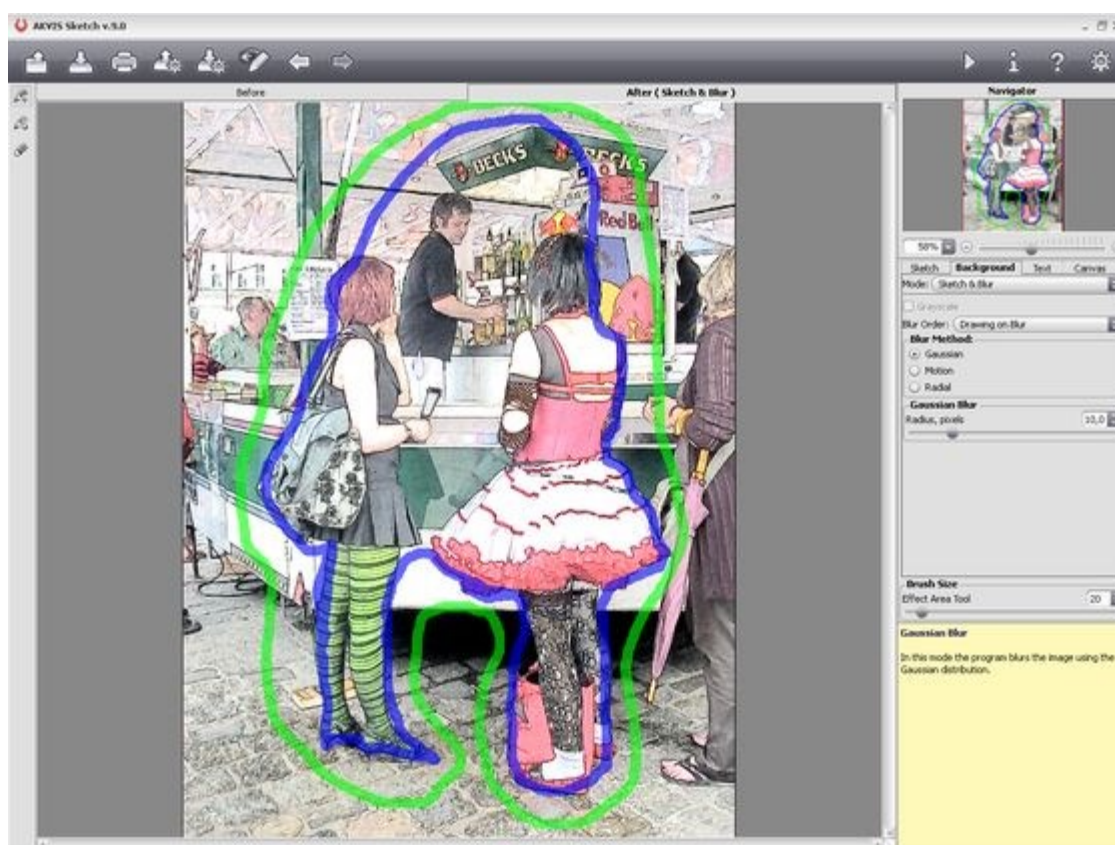 AKVIS Sketch v.9.0
Before
After ( Sketch & Blur )
Navigator
BECKS
BECKS
Red Bull
58%
Sketch
Background
Text
Canvas
Mode:
Sketch & Blur
Grayscale
Blur Order:
Drawing on Blur
Blur Method:
Gaussian
Motion
Radial
Gaussian Blur
Radius, pixels
10,0
Brush Size
Effect Area Tool
20
Gaussian Blur
In this mode the program blurs the image using the
Gaussian distribution.